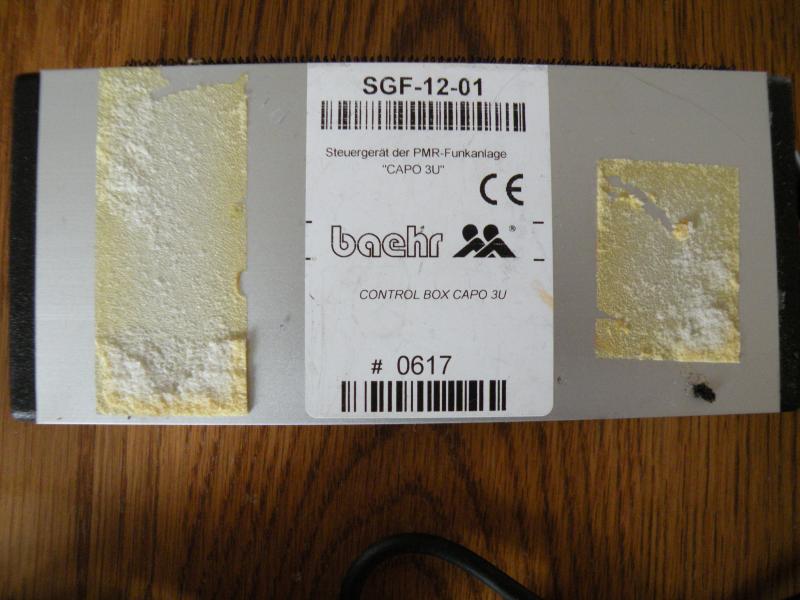 SGF-12-01
Steuergerät der PMR-Funkanlage
"CAPO 3U"
CE
baehr ®
CONTROL BOX CAPO 3U
# 0617